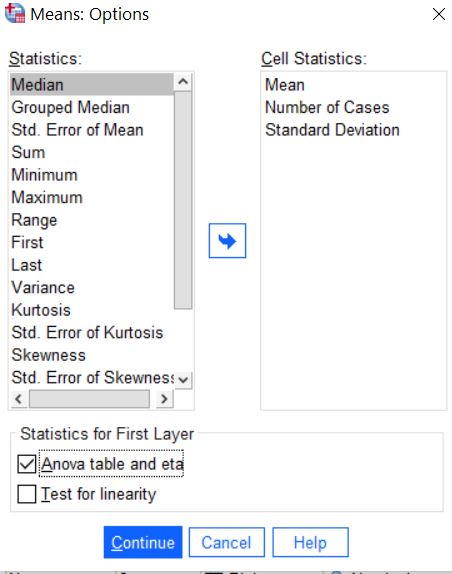 Means: Options
Statistics:
Median
Grouped Median
Std. Error of Mean
Sum
Minimum
Maximum
Range
First
Last
Variance
Kurtosis
Std. Error of Kurtosis
Skewness
Std. Error of Skewness
Cell Statistics:
Mean
Number of Cases
Standard Deviation
Statistics for First Layer
Anova table and eta
Test for linearity
Continue
Cancel
Help